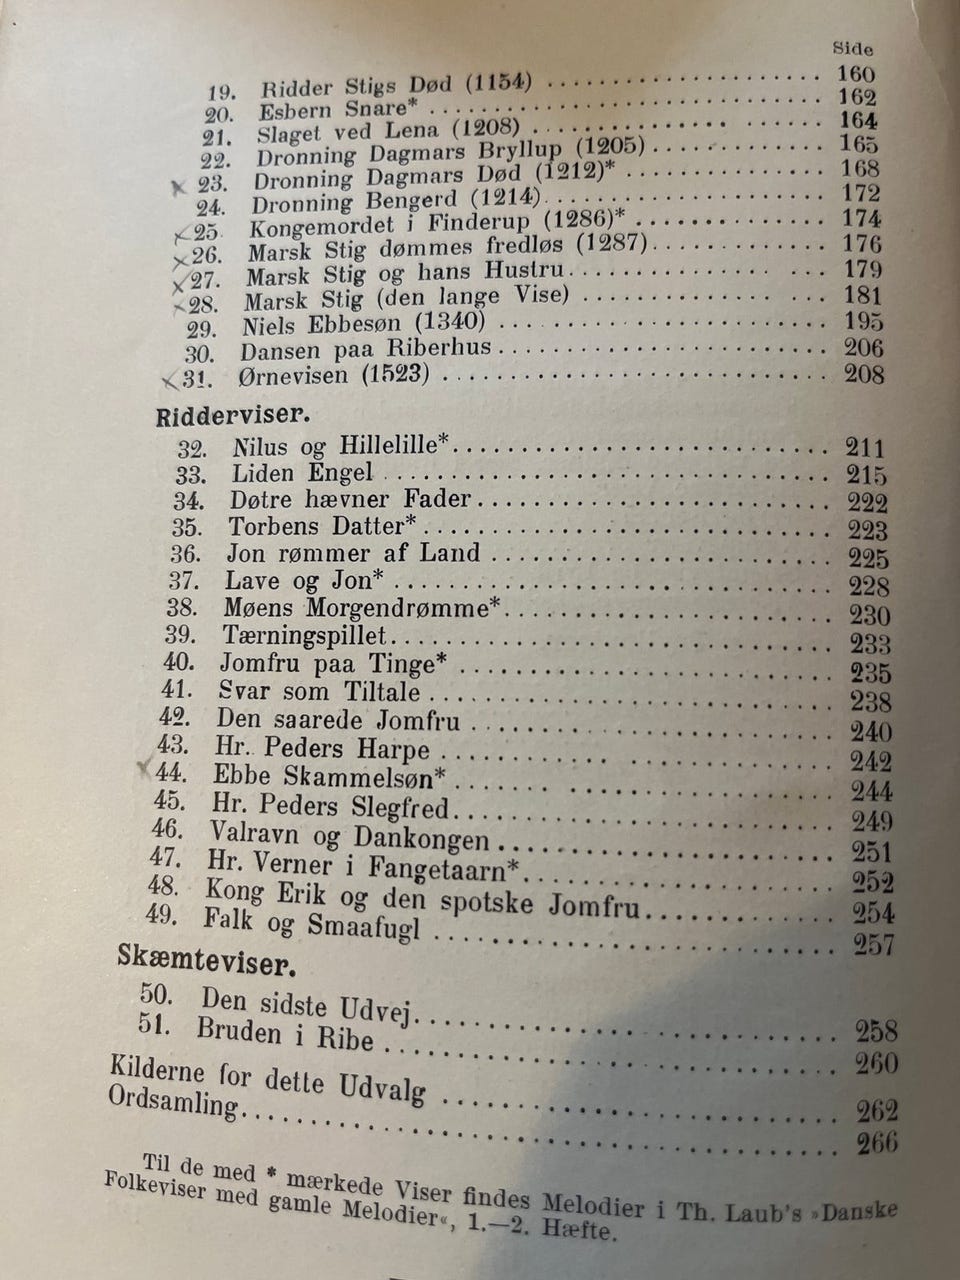 Side
19. Ridder Stigs Død (1154) 160
20. Esbern Snare* 162
21. Slaget ved Lena (1208) 164
22. Dronning Dagmars Bryllup (1205) 165
23. Dronning Dagmars Død (1212)* 168
24. Dronning Bengerd (1214) 172
25. Kongemordet i Finderup (1286)* 174
26. Marsk Stig dømmes fredløs (1287) 176
27. Marsk Stig og hans Hustru 179
28. Marsk Stig (den lange Vise) 181
29. Niels Ebbesøn (1340) 195
30. Dansen paa Riberhus 206
31. Ørnevisen (1523) 208
Ridderviser.
32. Nilus og Hillelille* 211
33. Liden Engel 215
34. Døtre hævner Fader 222
35. Torbens Datter* 223
36. Jon rømmer af Land 225
37. Lave og Jon* 228
38. Møens Morgendrømme* 230
39. Tærningspillet 233
40. Jomfru paa Tinge* 235
41. Svar som Tiltale 238
42. Den saarede Jomfru 240
43. Hr. Peders Harpe 242
44. Ebbe Skammelsøn* 244
45. Hr. Peders Slegfred 249
46. Valravn og Dankongen 251
47. Hr. Verner i Fangetaarn* 252
48. Kong Erik og den spotske Jomfru 254
49. Falk og Smaafugl 257
Skæmteviser.
50. Den sidste Udvej 258
51. Bruden i Ribe 260
Kilderne for dette Udvalg 262
Ordsamling 266
Til de med * mærkede Viser findes Melodier i Th. Laub's »Danske
Folkeviser med gamle Melodier«, 1.—2. Hæfte.